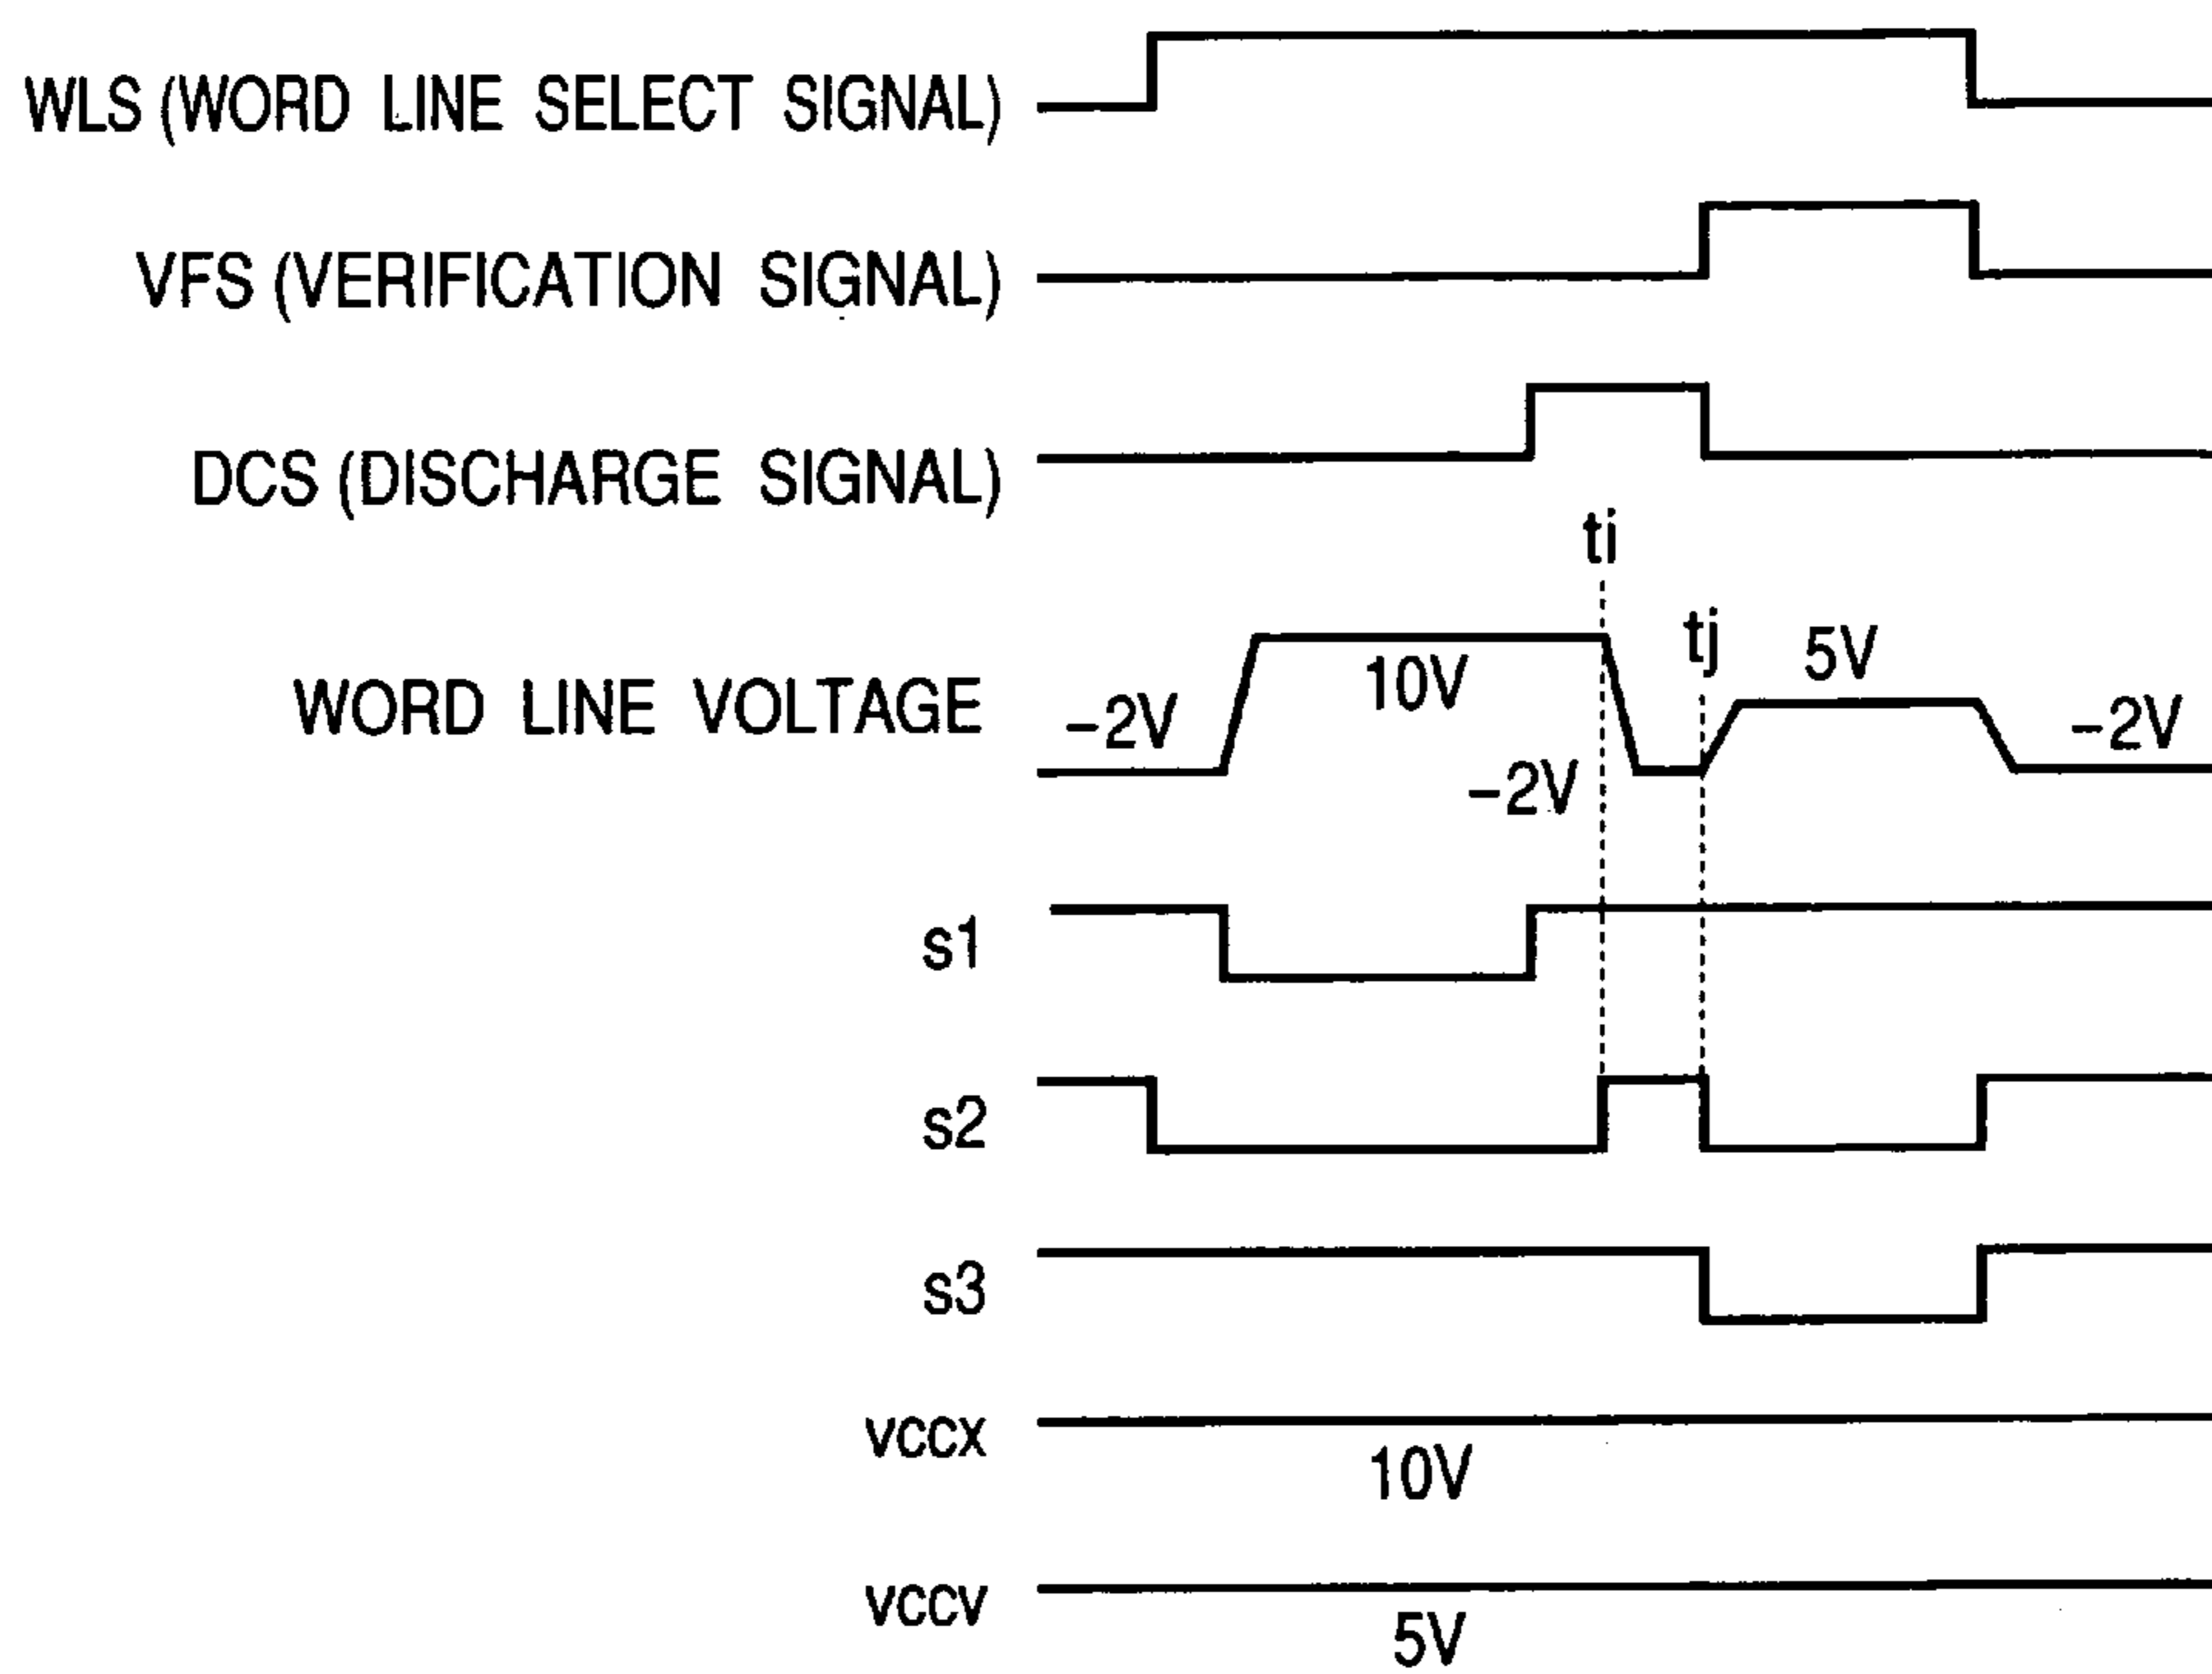 WLS (WORD LINE SELECT SIGNAL)
VFS (VERIFICATION SIGNAL)
DCS (DISCHARGE SIGNAL)
ti
tj
5V
10V
WORD LINE VOLTAGE
-2V
-2V
-2V
s1
s2
s3
VCCX
10V
VCCV
5V